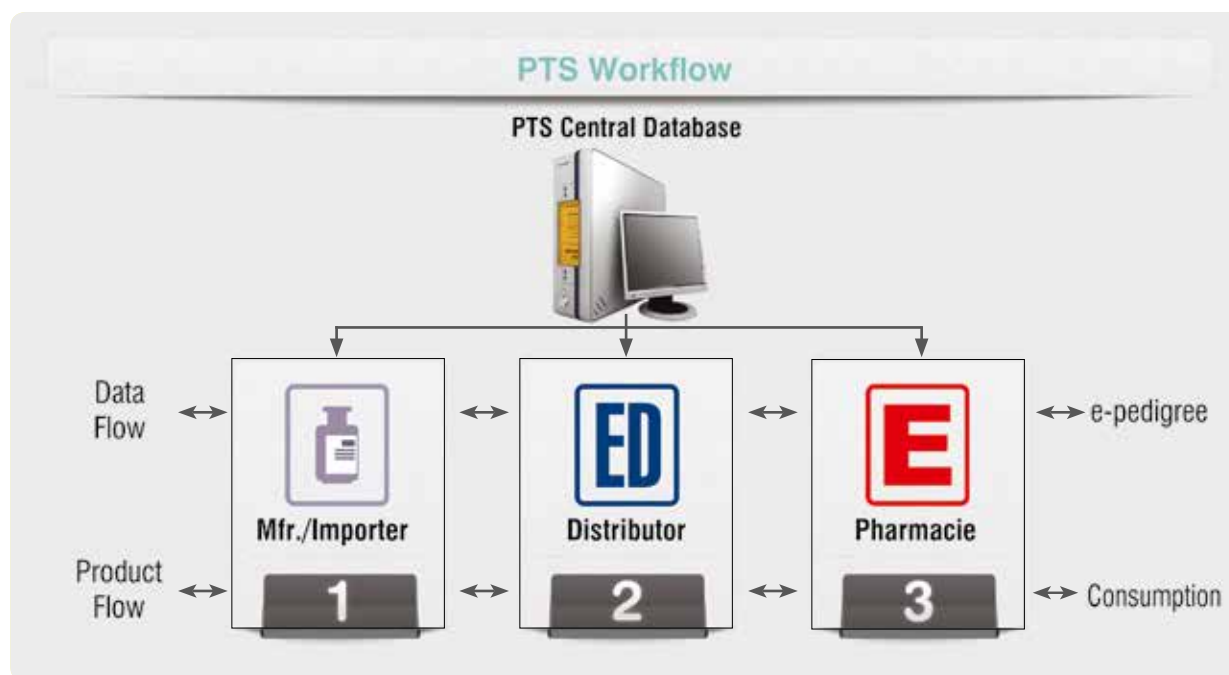 PTS Workflow
PTS Central Database
Data
Flow
ED
E
e-pedigree
Mfr./Importer
Distributor
Pharmacie
Product
Flow
1
2
3
Consumption